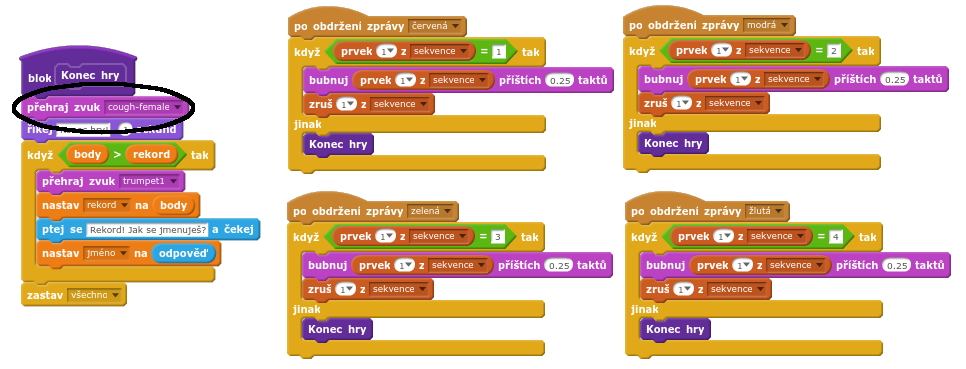 blok Konec hry
přehraj zvuk cough-female
říkej
když body > rekord tak
přehraj zvuk trumpet1
nastav rekord na body
ptej se Rekord! Jak se jmenuješ? a čekej
nastav jméno na odpověď
zastav všechno
po obdržení zprávy červená
když prvek 1 z sekvence = 1 tak
bubnuj prvek 1 z sekvence příštích 0.25 taktů
zruš 1 z sekvence
jinak
Konec hry
po obdržení zprávy modrá
když prvek 1 z sekvence = 2 tak
bubnuj prvek 1 z sekvence příštích 0.25 taktů
zruš 1 z sekvence
jinak
Konec hry
po obdržení zprávy zelená
když prvek 1 z sekvence = 3 tak
bubnuj prvek 1 z sekvence příštích 0.25 taktů
zruš 1 z sekvence
jinak
Konec hry
po obdržení zprávy žlutá
když prvek 1 z sekvence = 4 tak
bubnuj prvek 1 z sekvence příštích 0.25 taktů
zruš 1 z sekvence
jinak
Konec hry